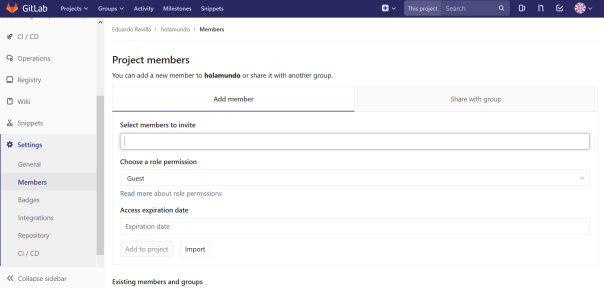 GitLab
Projects
Groups
Activity
Milestones
Snippets
This project
Search
CI / CD
Operations
Registry
Wiki
Snippets
Settings
General
Members
Badges
Integrations
Repository
CI / CD
Collapse sidebar
Eduardo Revilla > holamundo > Members
Project members
You can add a new member to holamundo or share it with another group.
Add member
Share with group
Select members to invite
Choose a role permission
Guest
Read more about role permissions
Access expiration date
Expiration date
Add to project
Import
Existing members and groups